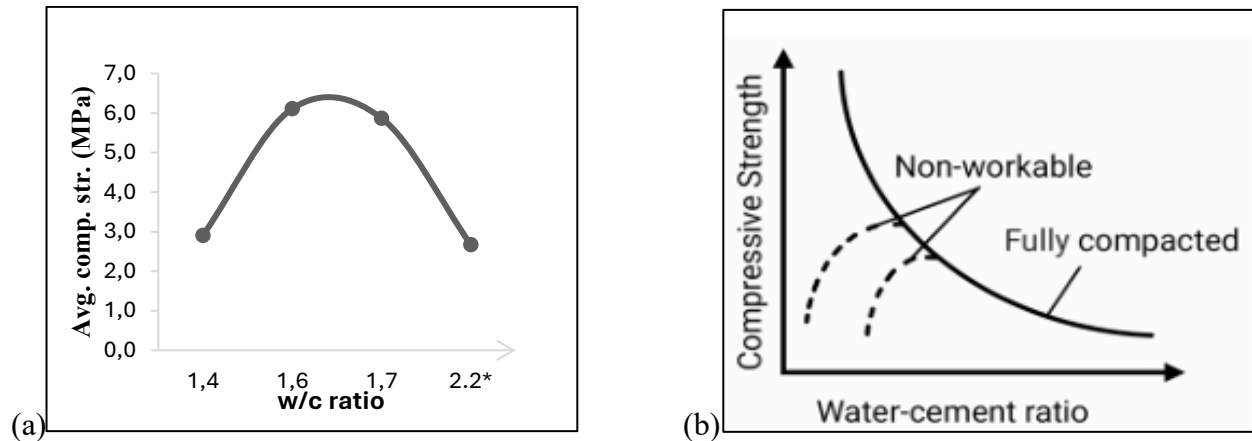 (a)
Avg. comp. str. (MPa)
7,0
6,0
5,0
4,0
3,0
2,0
1,0
0,0
1,4 1,6 1,7 2.2*
w/c ratio
(b)
Compressive Strength
Non-workable
Fully compacted
Water-cement ratio